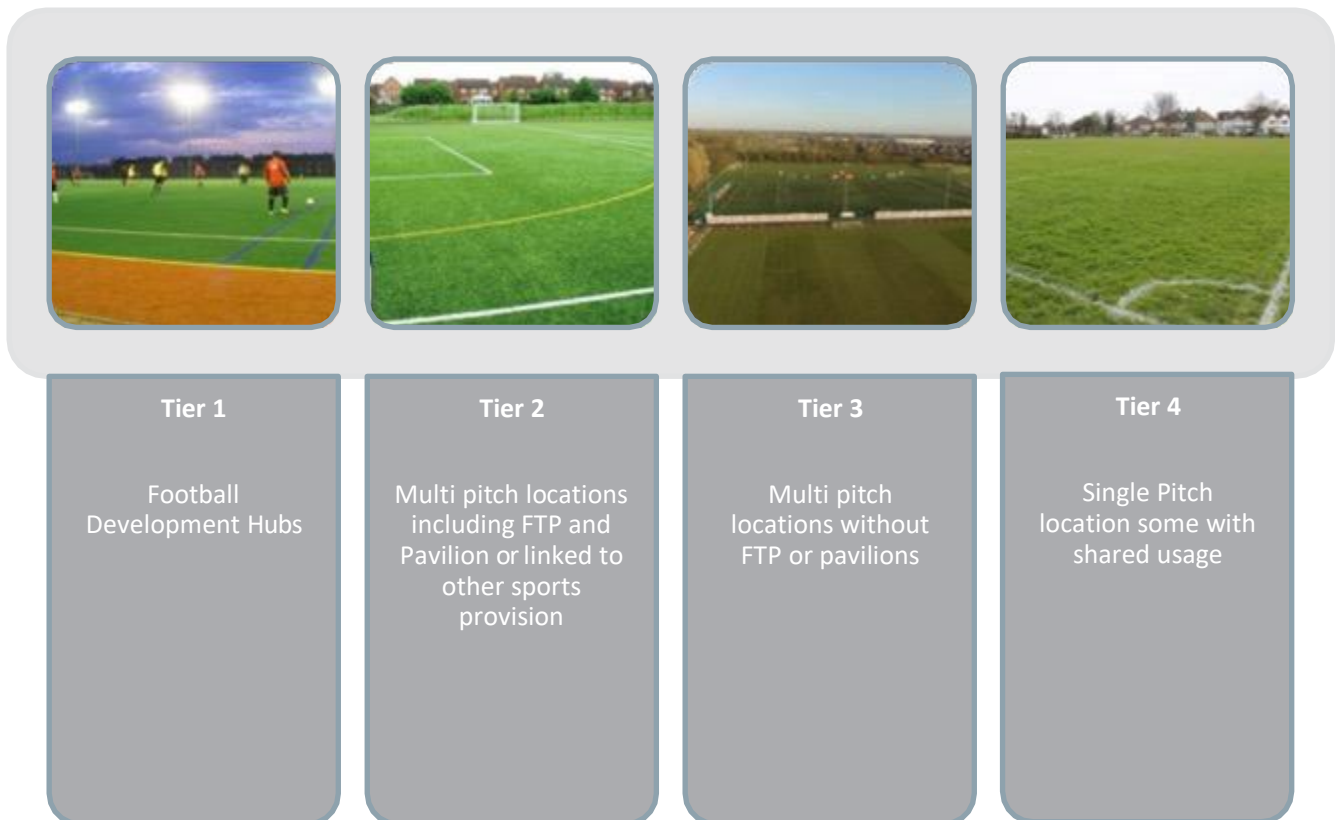 Tier 1
Football
Development Hubs
Tier 2
Multi pitch locations
including FTP and
Pavilion or linked to
other sports
provision
Tier 3
Multi pitch
locations without
FTP or pavilions
Tier 4
Single Pitch
location some with
shared usage